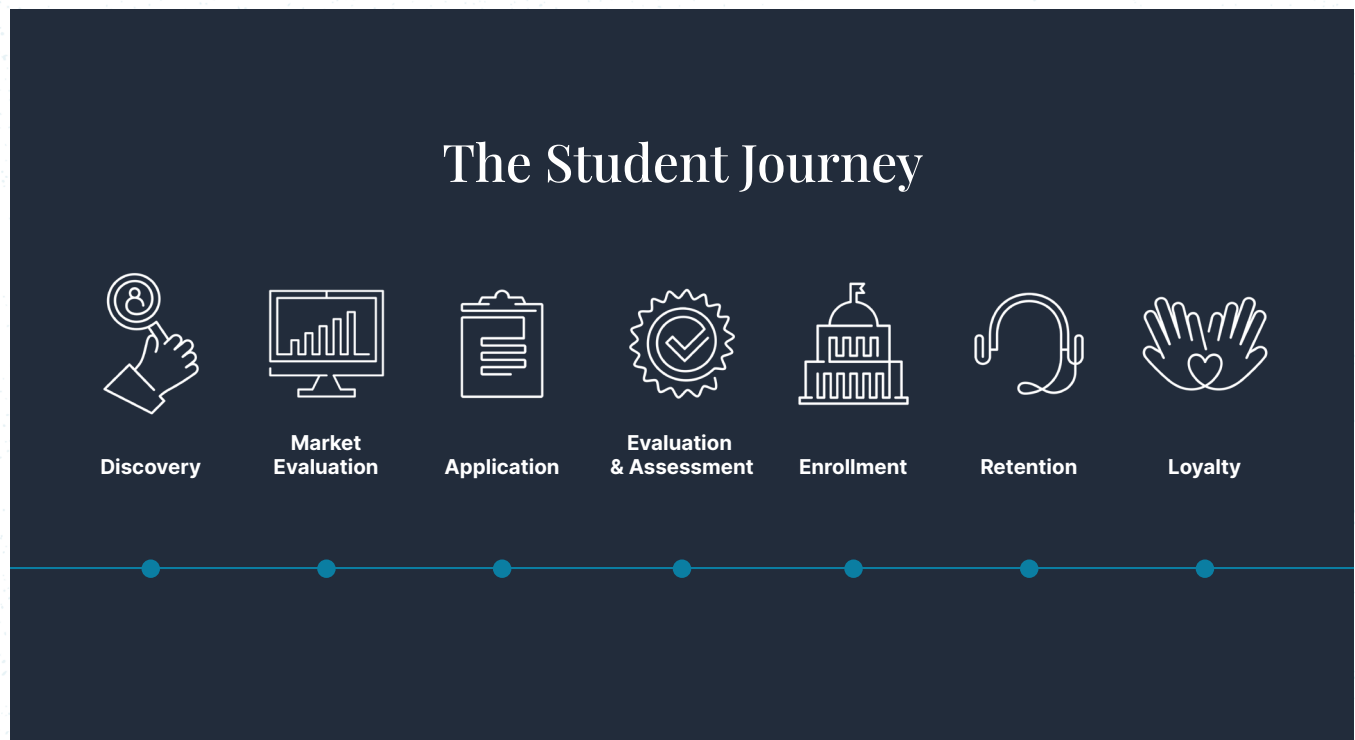 The Student Journey
Discovery
Market
Evaluation
Application
Evaluation
& Assessment
Enrollment
Retention
Loyalty